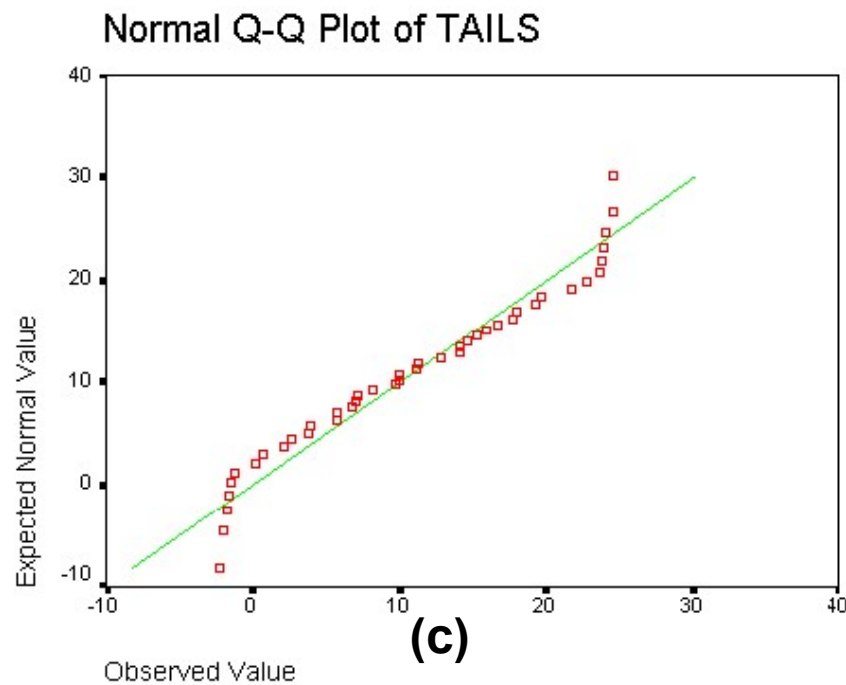 Normal Q-Q Plot of TAILS
40
30
20
10
0
-10
Expected Normal Value
-10 0 10 20 30 40
(c)
Observed Value